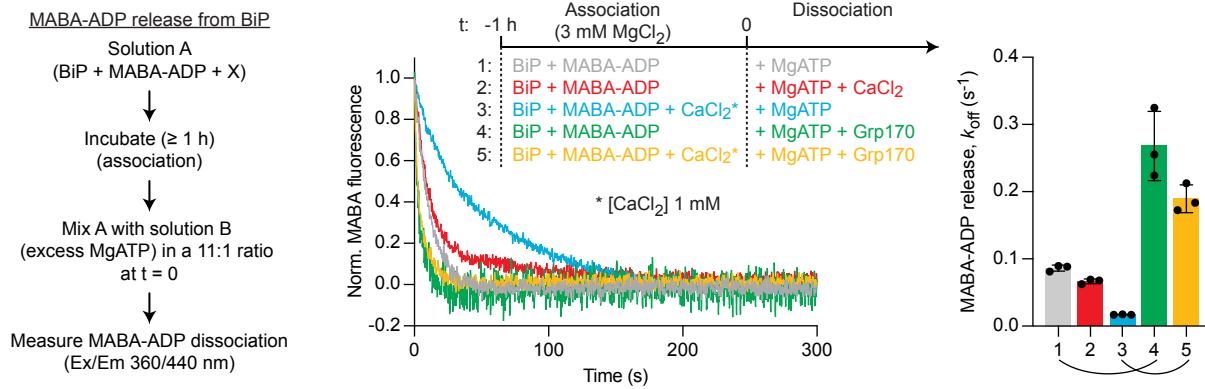 MABA-ADP release from BiP
Solution A
(BiP + MABA-ADP + X)
Incubate (≥ 1 h)
(association)
Mix A with solution B
(excess MgATP) in a 11:1 ratio
at t = 0
Measure MABA-ADP dissociation
(Ex/Em 360/440 nm)
t: -1 h Association 0 Dissociation
(3 mM MgCl2)
1: BiP + MABA-ADP + MgATP
2: BiP + MABA-ADP + MgATP + CaCl2
3: BiP + MABA-ADP + CaCl2* + MgATP
4: BiP + MABA-ADP + MgATP + Grp170
5: BiP + MABA-ADP + CaCl2* + MgATP + Grp170
* [CaCl2] 1 mM
Norm. MABA fluorescence
1.0
0.8
0.6
0.4
0.2
0.0
-0.2
0 100 200 300
Time (s)
MABA-ADP release, koff (s-1)
0.4
0.3
0.2
0.1
0.0
1 2 3 4 5